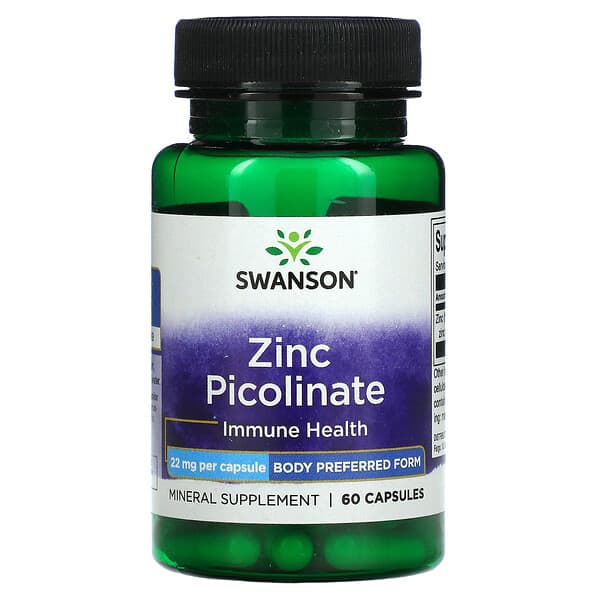 SWANSON®
Zinc
Picolinate
Immune Health
22 mg per capsule BODY PREFERRED FORM
MINERAL SUPPLEMENT | 60 CAPSULES